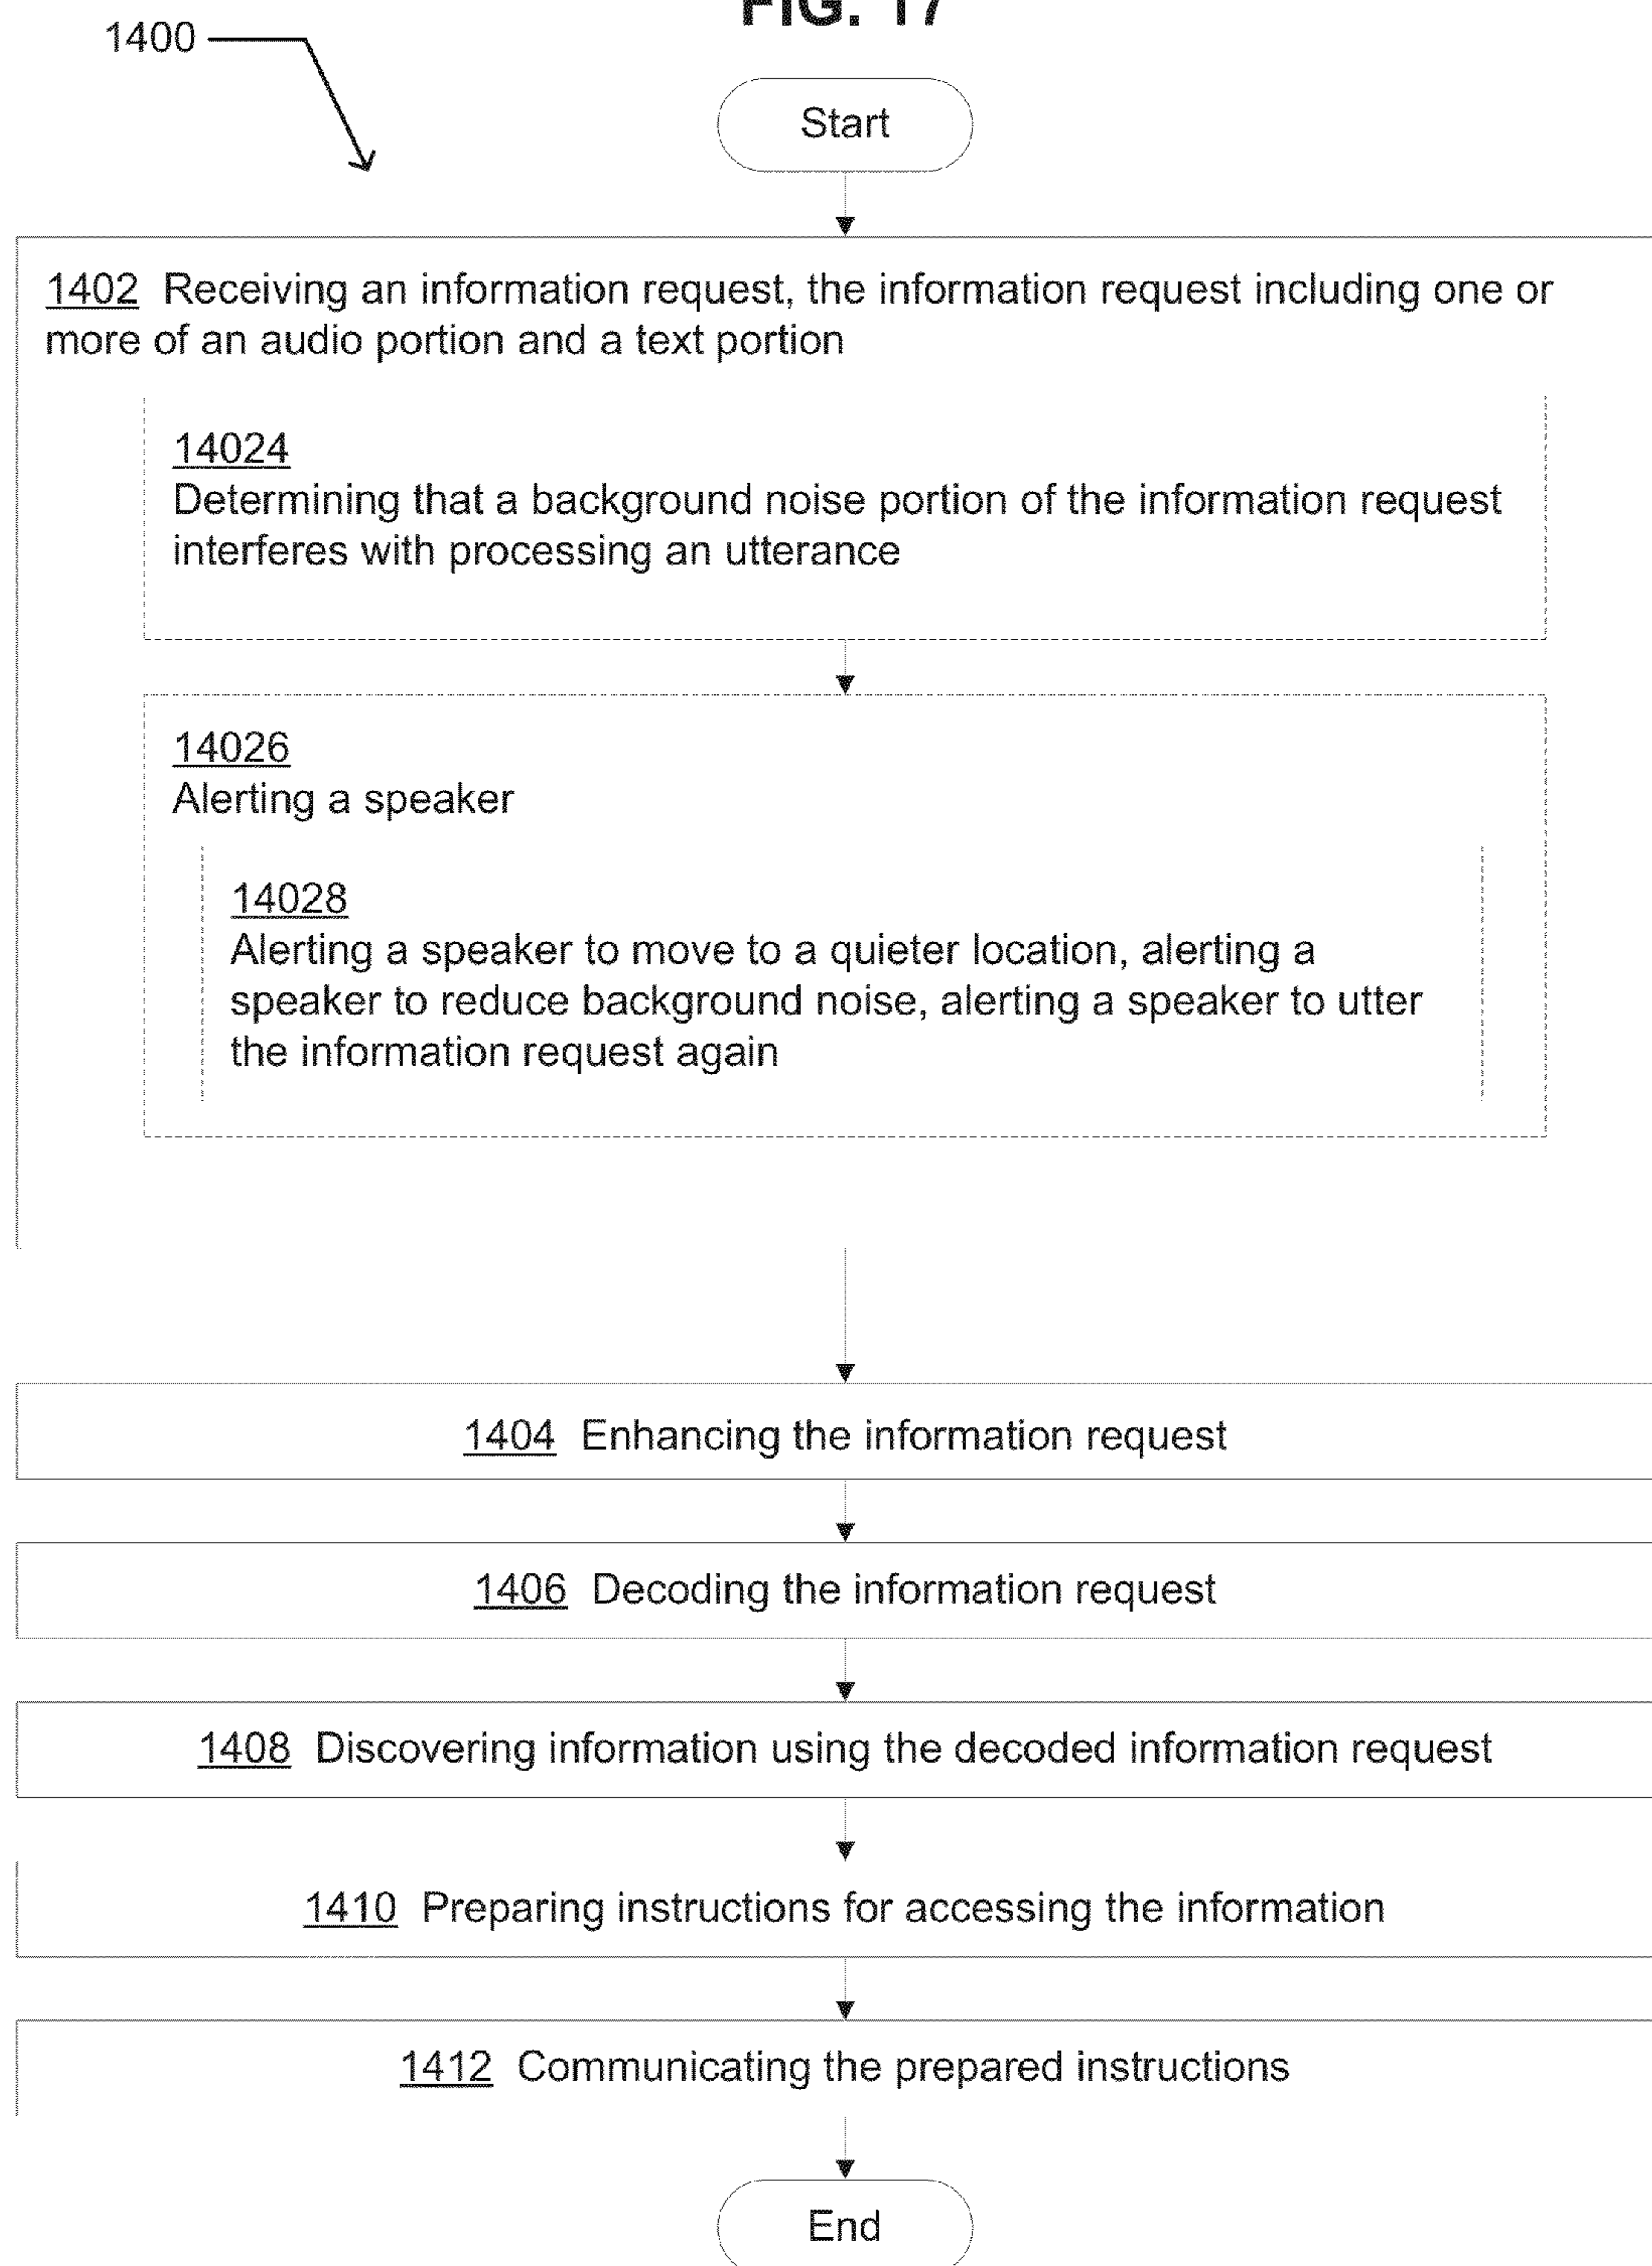 FIG. 17
1400
Start
1402 Receiving an information request, the information request including one or
more of an audio portion and a text portion
14024
Determining that a background noise portion of the information request
interferes with processing an utterance
14026
Alerting a speaker
14028
Alerting a speaker to move to a quieter location, alerting a
speaker to reduce background noise, alerting a speaker to utter
the information request again
1404 Enhancing the information request
1406 Decoding the information request
1408 Discovering information using the decoded information request
1410 Preparing instructions for accessing the information
1412 Communicating the prepared instructions
End